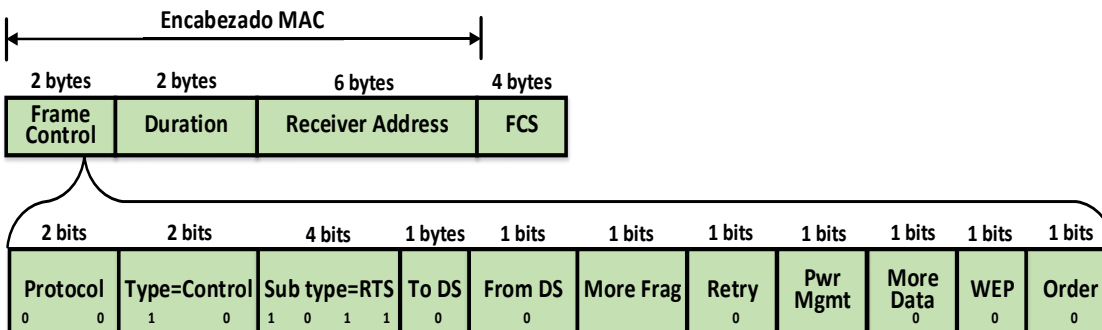 Encabezado MAC
2 bytes 2 bytes 6 bytes 4 bytes
Frame Control Duration Receiver Address FCS
2 bits 2 bits 4 bits 1 bytes 1 bits 1 bits 1 bits 1 bits 1 bits 1 bits 1 bits
Protocol Type=Control Sub type=RTS To DS From DS More Frag Retry Pwr Mgmt More Data WEP Order
0 0 1 0 1 0 1 1 0 0 0 0 0 0